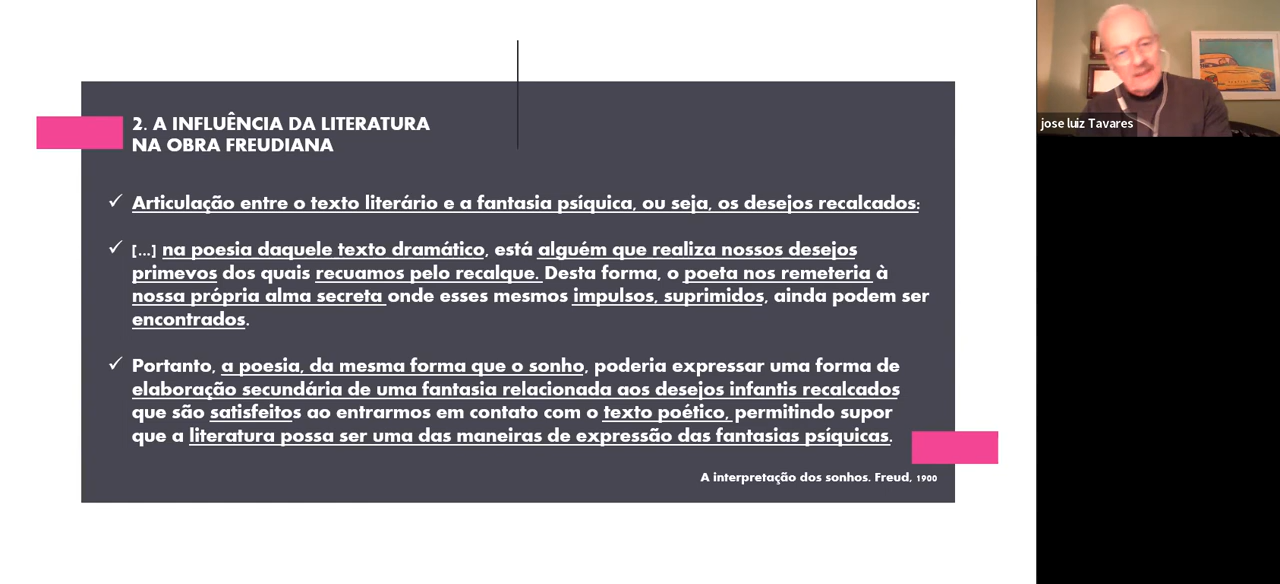 2. A INFLUÊNCIA DA LITERATURA
NA OBRA FREUDIANA
✓ Articulação entre o texto literário e a fantasia psíquica, ou seja, os desejos recalcados:
✓ [...] na poesia daquele texto dramático, está alguém que realiza nossos desejos
primevos dos quais recuamos pelo recalque. Desta forma, o poeta nos remeteria à
nossa própria alma secreta onde esses mesmos impulsos, suprimidos, ainda podem ser
encontrados.
✓ Portanto, a poesia, da mesma forma que o sonho, poderia expressar uma forma de
elaboração secundária de uma fantasia relacionada aos desejos infantis recalcados
que são satisfeitos ao entrarmos em contato com o texto poético, permitindo supor
que a literatura possa ser uma das maneiras de expressão das fantasias psíquicas.
A interpretação dos sonhos. Freud, 1900
jose luiz Tavares